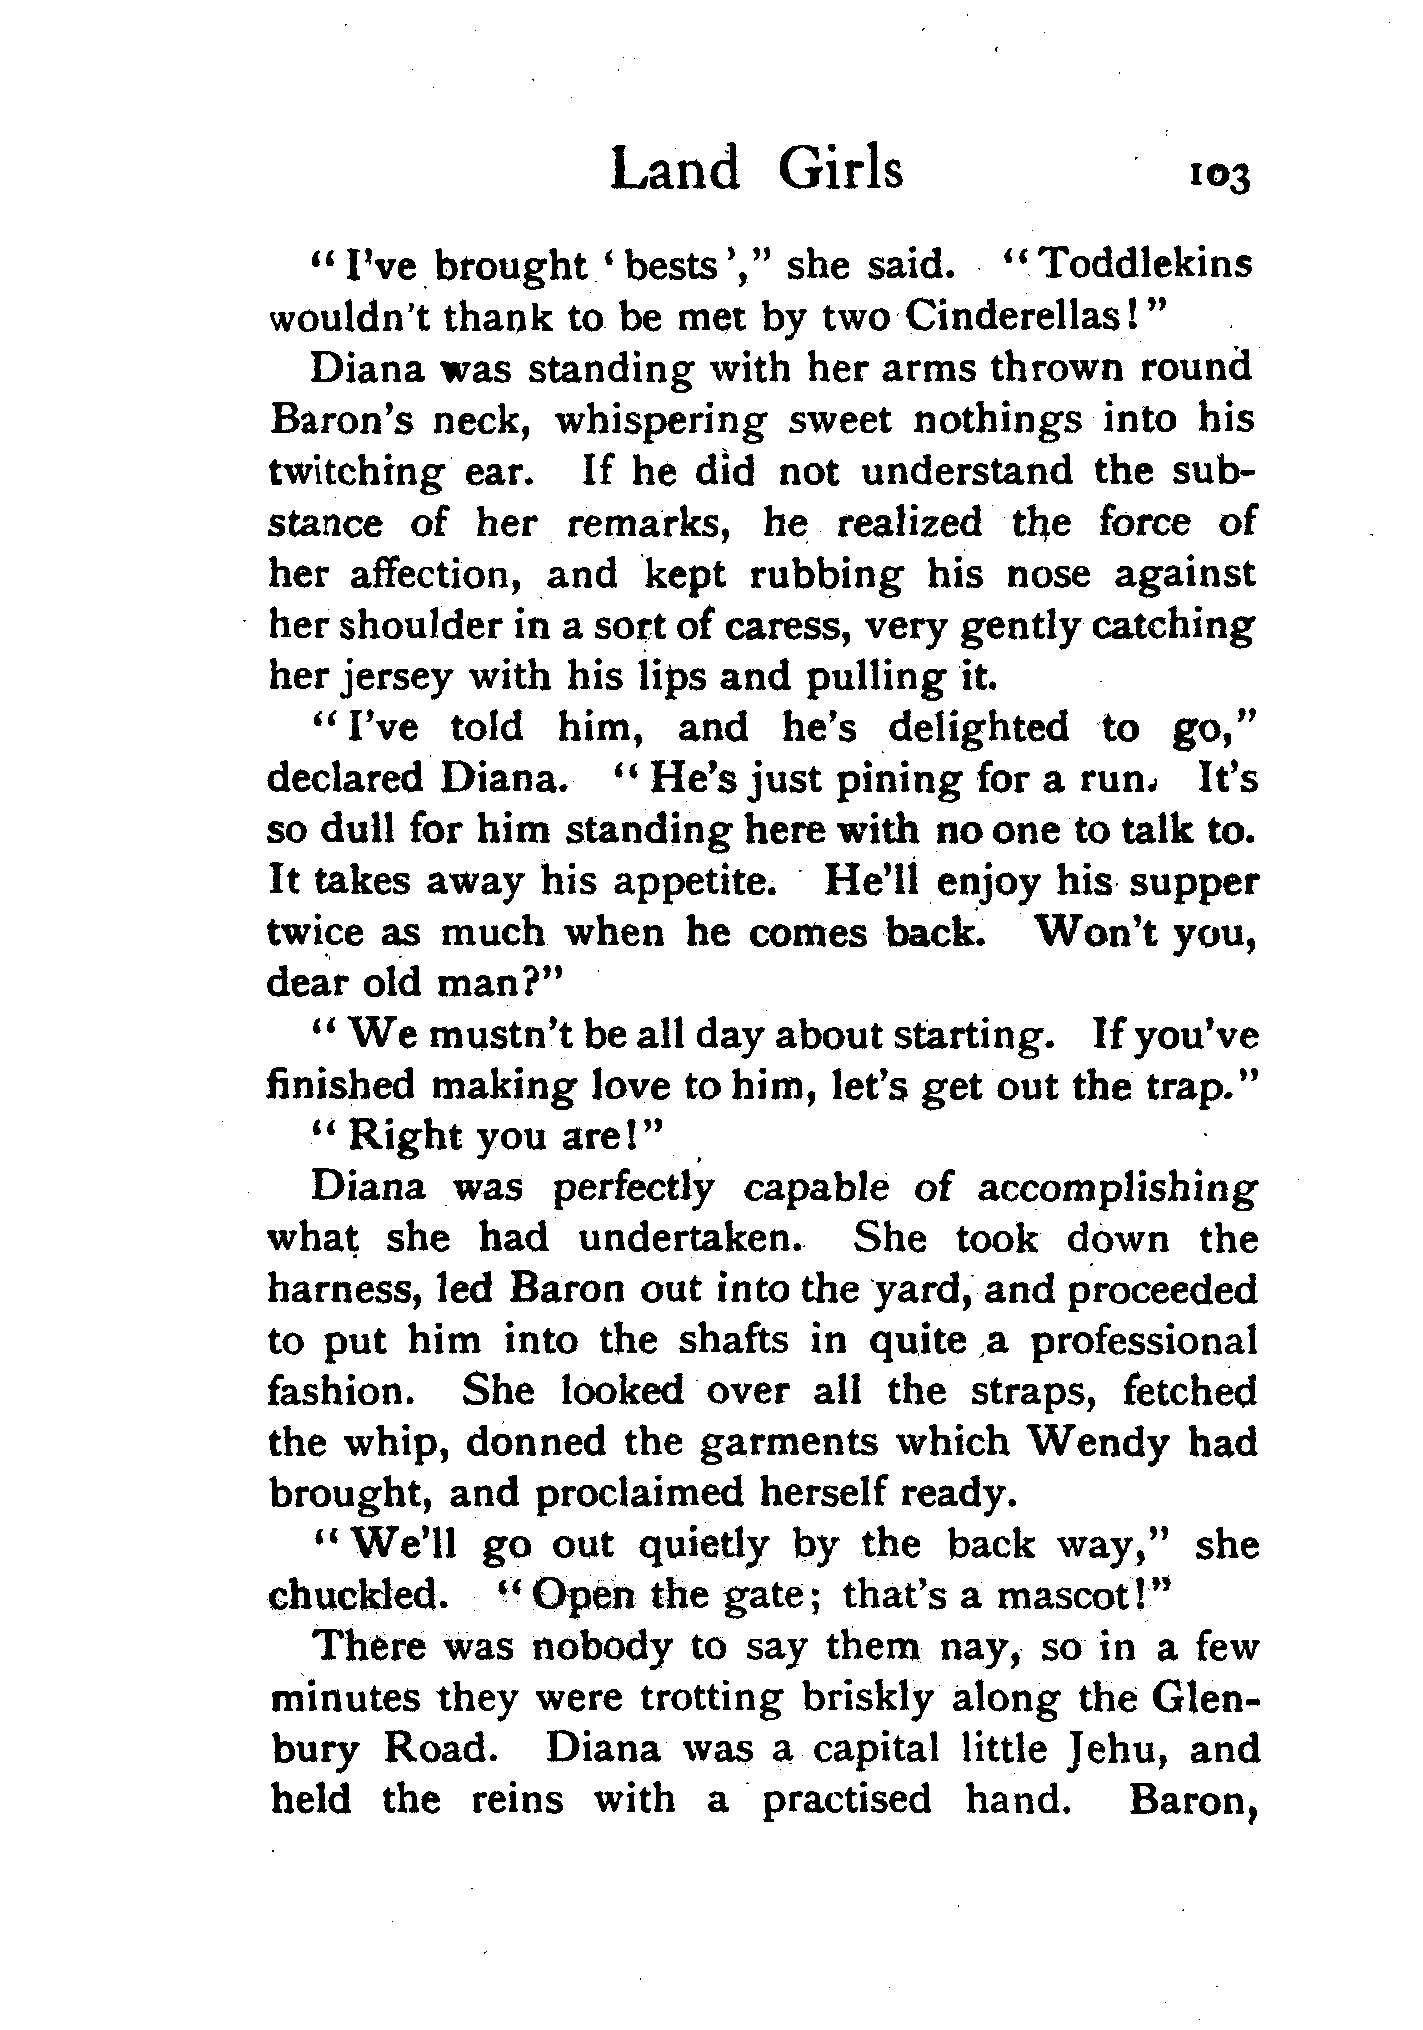 Land Girls 103
"I've brought 'bests'," she said. "Toddlekins
wouldn't thank to be met by two Cinderellas!"
Diana was standing with her arms thrown round
Baron's neck, whispering sweet nothings into his
twitching ear. If he did not understand the sub-
stance of her remarks, he realized the force of
her affection, and kept rubbing his nose against
her shoulder in a sort of caress, very gently catching
her jersey with his lips and pulling it.
"I've told him, and he's delighted to go,"
declared Diana. "He's just pining for a run. It's
so dull for him standing here with no one to talk to.
It takes away his appetite. He'll enjoy his supper
twice as much when he comes back. Won't you,
dear old man?"
"We mustn't be all day about starting. If you've
finished making love to him, let's get out the trap."
"Right you are!"
Diana was perfectly capable of accomplishing
what she had undertaken. She took down the
harness, led Baron out into the yard, and proceeded
to put him into the shafts in quite a professional
fashion. She looked over all the straps, fetched
the whip, donned the garments which Wendy had
brought, and proclaimed herself ready.
"We'll go out quietly by the back way," she
chuckled. "Open the gate; that's a mascot!"
There was nobody to say them nay, so in a few
minutes they were trotting briskly along the Glen-
bury Road. Diana was a capital little Jehu, and
held the reins with a practised hand. Baron,